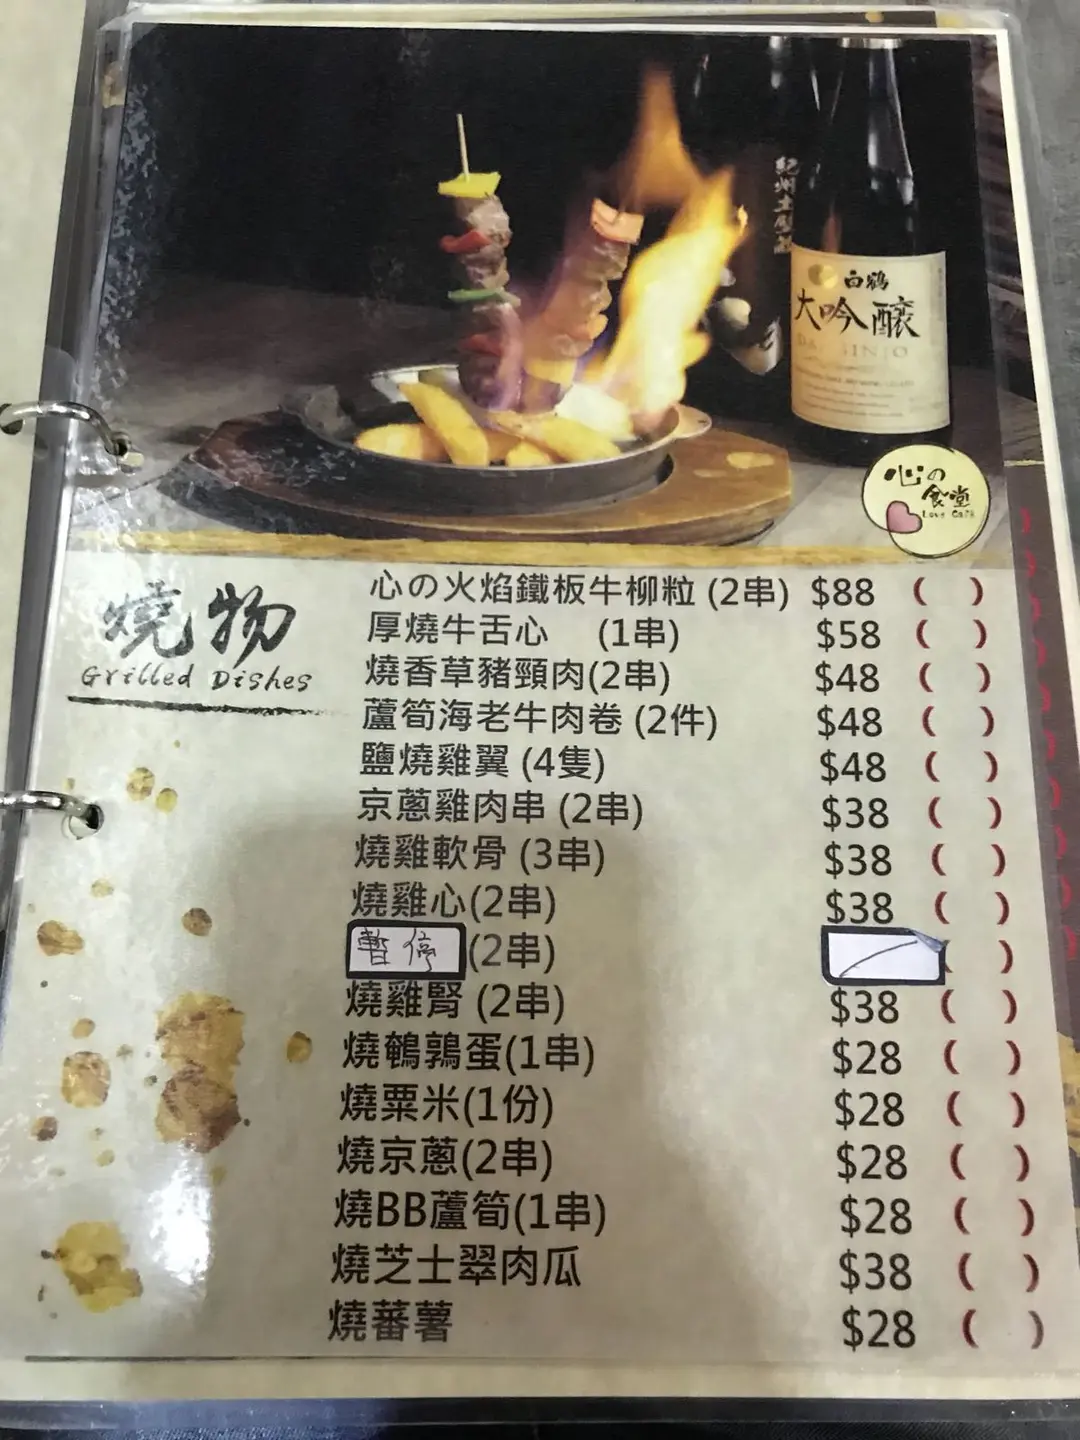 紀州
白鶴
大吟醸
DAIGINJO
心の
食堂
Love Café
燒物
Grilled Dishes
心の火焰鐵板牛柳粒 (2串) $88 ( )
厚燒牛舌心 (1串) $58 ( )
燒香草豬頸肉(2串) $48 ( )
蘆筍海老牛肉卷 (2件) $48 ( )
鹽燒雞翼 (4隻) $48 ( )
京蔥雞肉串 (2串) $38 ( )
燒雞軟骨 (3串) $38 ( )
燒雞心(2串) $38 ( )
暫停 (2串) ( )
燒雞腎 (2串) $38 ( )
燒鵪鶉蛋(1串) $28 ( )
燒粟米(1份) $28 ( )
燒京蔥(2串) $28 ( )
燒BB蘆筍(1串) $28 ( )
燒芝士翠肉瓜 $38 ( )
燒蕃薯 $28 ( )